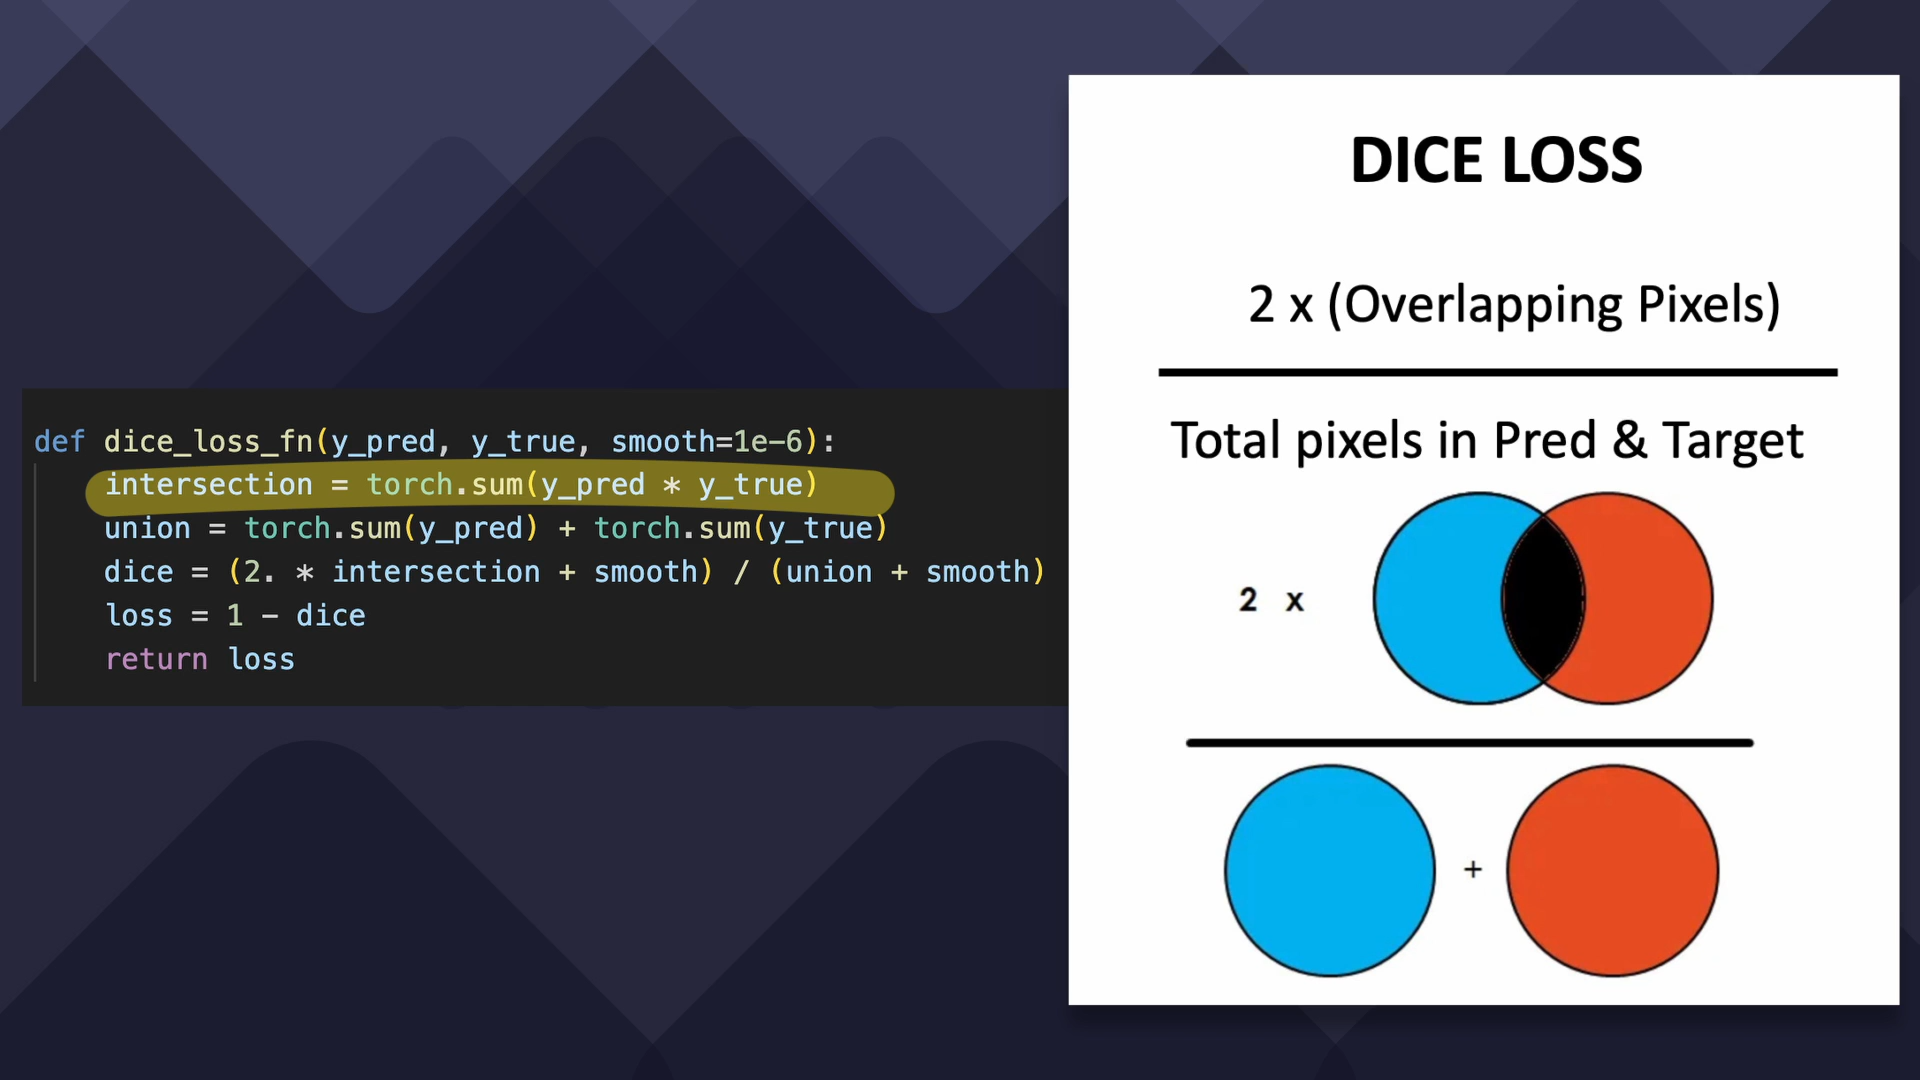 def dice_loss_fn(y_pred, y_true, smooth=1e-6):
intersection = torch.sum(y_pred * y_true)
union = torch.sum(y_pred) + torch.sum(y_true)
dice = (2. * intersection + smooth) / (union + smooth)
loss = 1 - dice
return loss
DICE LOSS
2 x (Overlapping Pixels)
Total pixels in Pred & Target
2 x
+